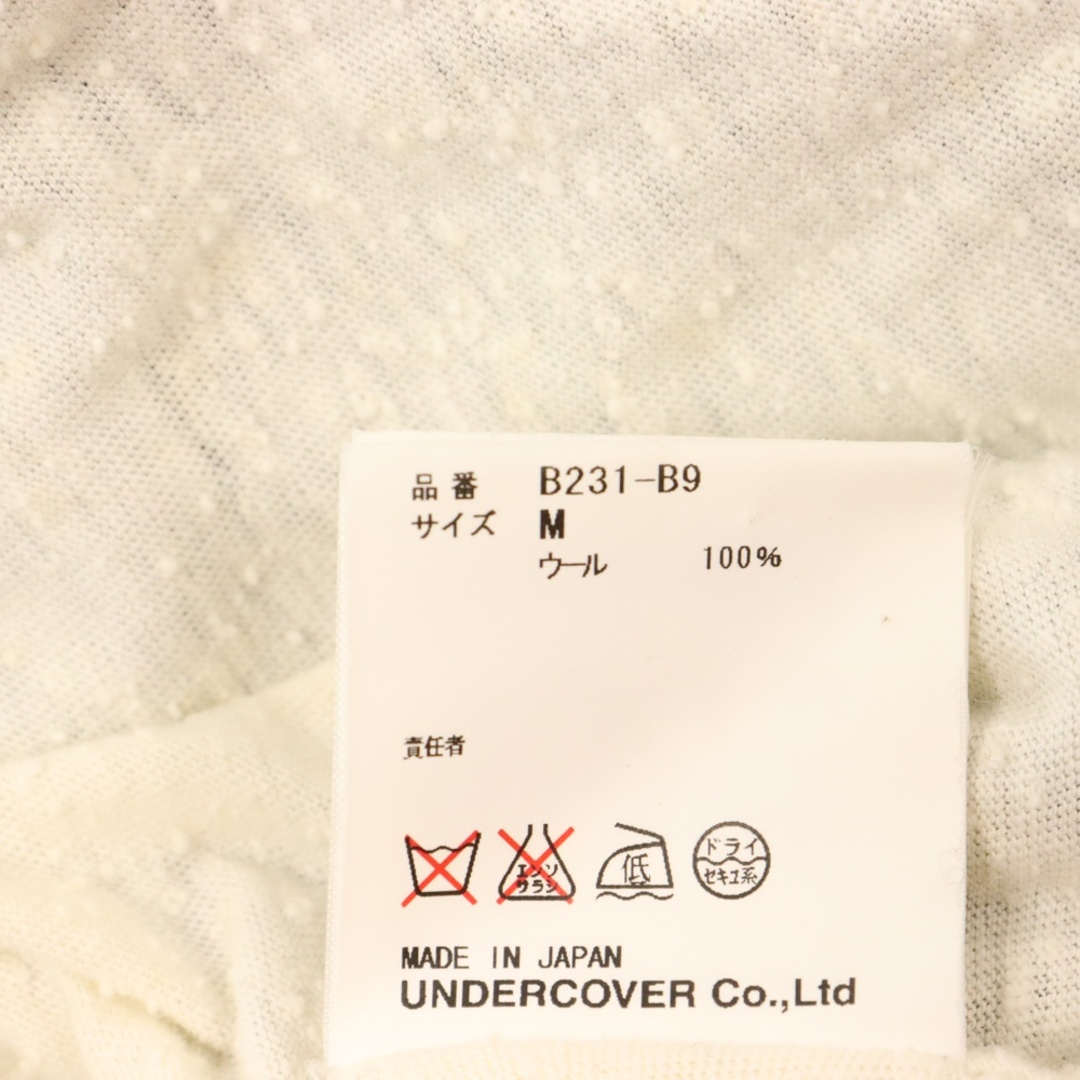 品番 B231-B9
サイズ M
ウール 100%
責任者
エンソ
サラシ
低
ドライ
セキユ系
MADE IN JAPAN
UNDERCOVER Co.,Ltd